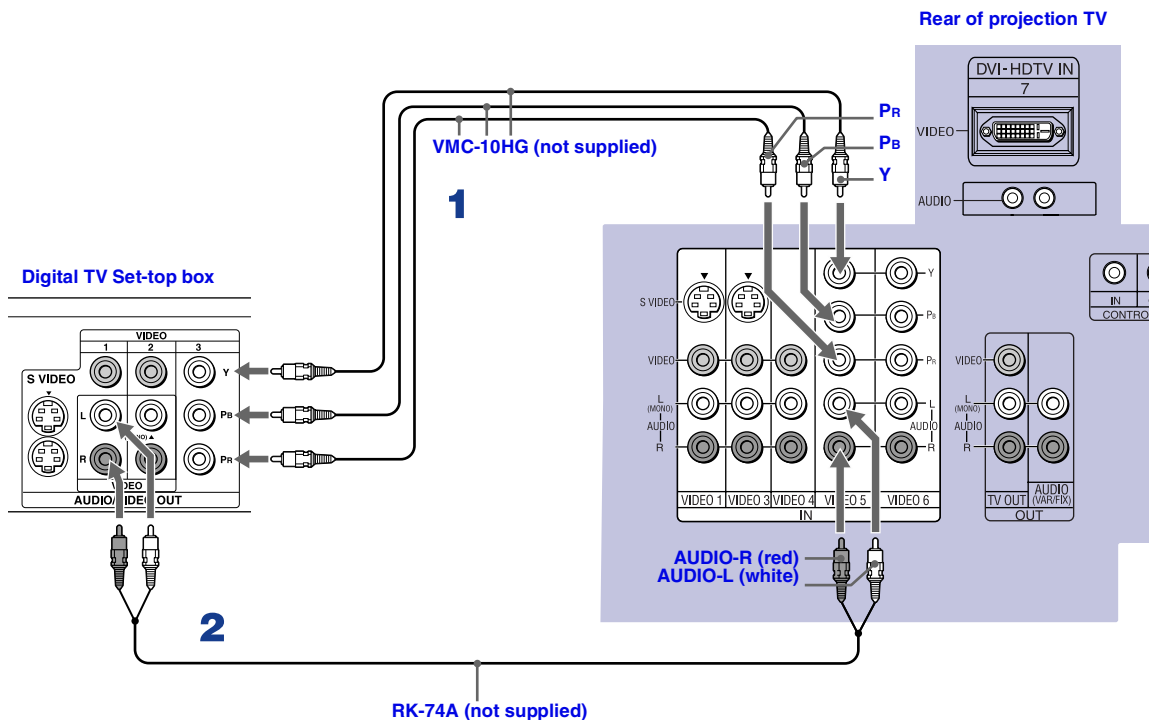 Rear of projection TV
DVI-HDTV IN
7
VIDEO
AUDIO
PR
PB
Y
VMC-10HG (not supplied)
1
Digital TV Set-top box
VIDEO
1 2 3
S VIDEO
Y
L
PB
R
PR
VIDEO
AUDIO/VIDEO OUT
S VIDEO
Y
PB
VIDEO
PR
L
(MONO)
AUDIO
R
L
AUDIO
R
VIDEO 1 VIDEO 3 VIDEO 4 VIDEO 5 VIDEO 6
IN
IN
VIDEO
L
(MONO)
AUDIO
R
TV OUT
AUDIO
(VAR/FIX)
OUT
AUDIO-R (red)
AUDIO-L (white)
2
RK-74A (not supplied)